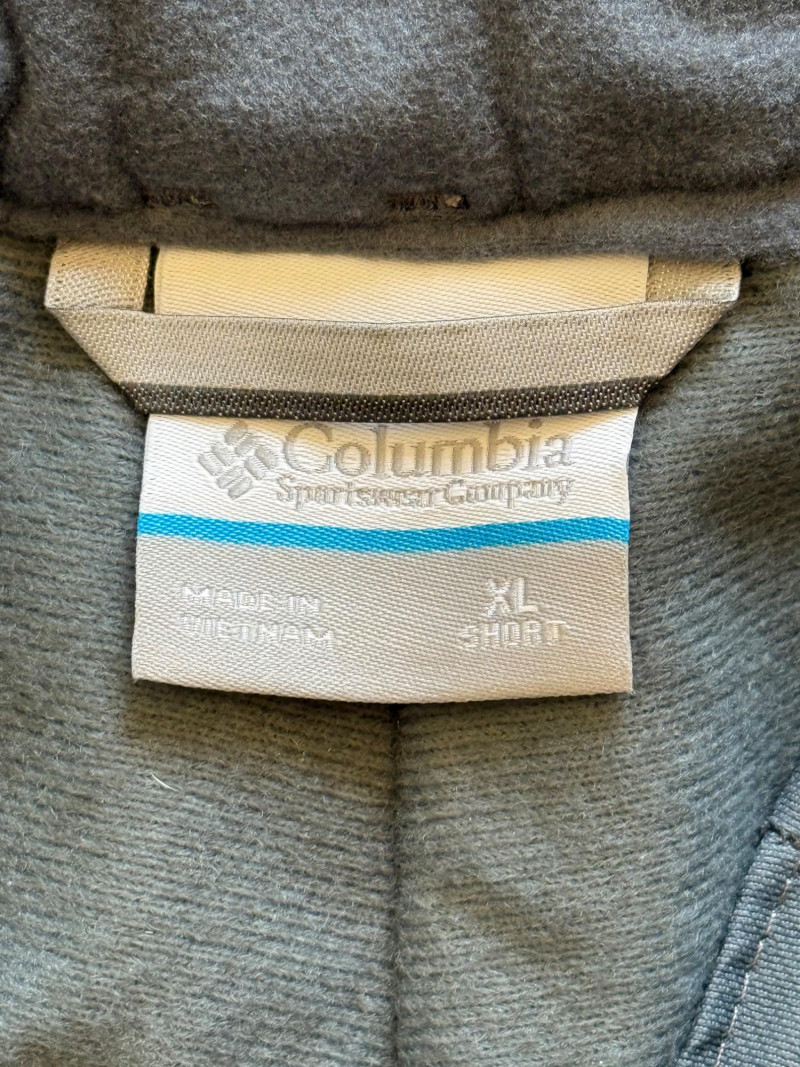 Columbia
Sportswear Company
MADE IN
VIETNAM
XL
SHORT